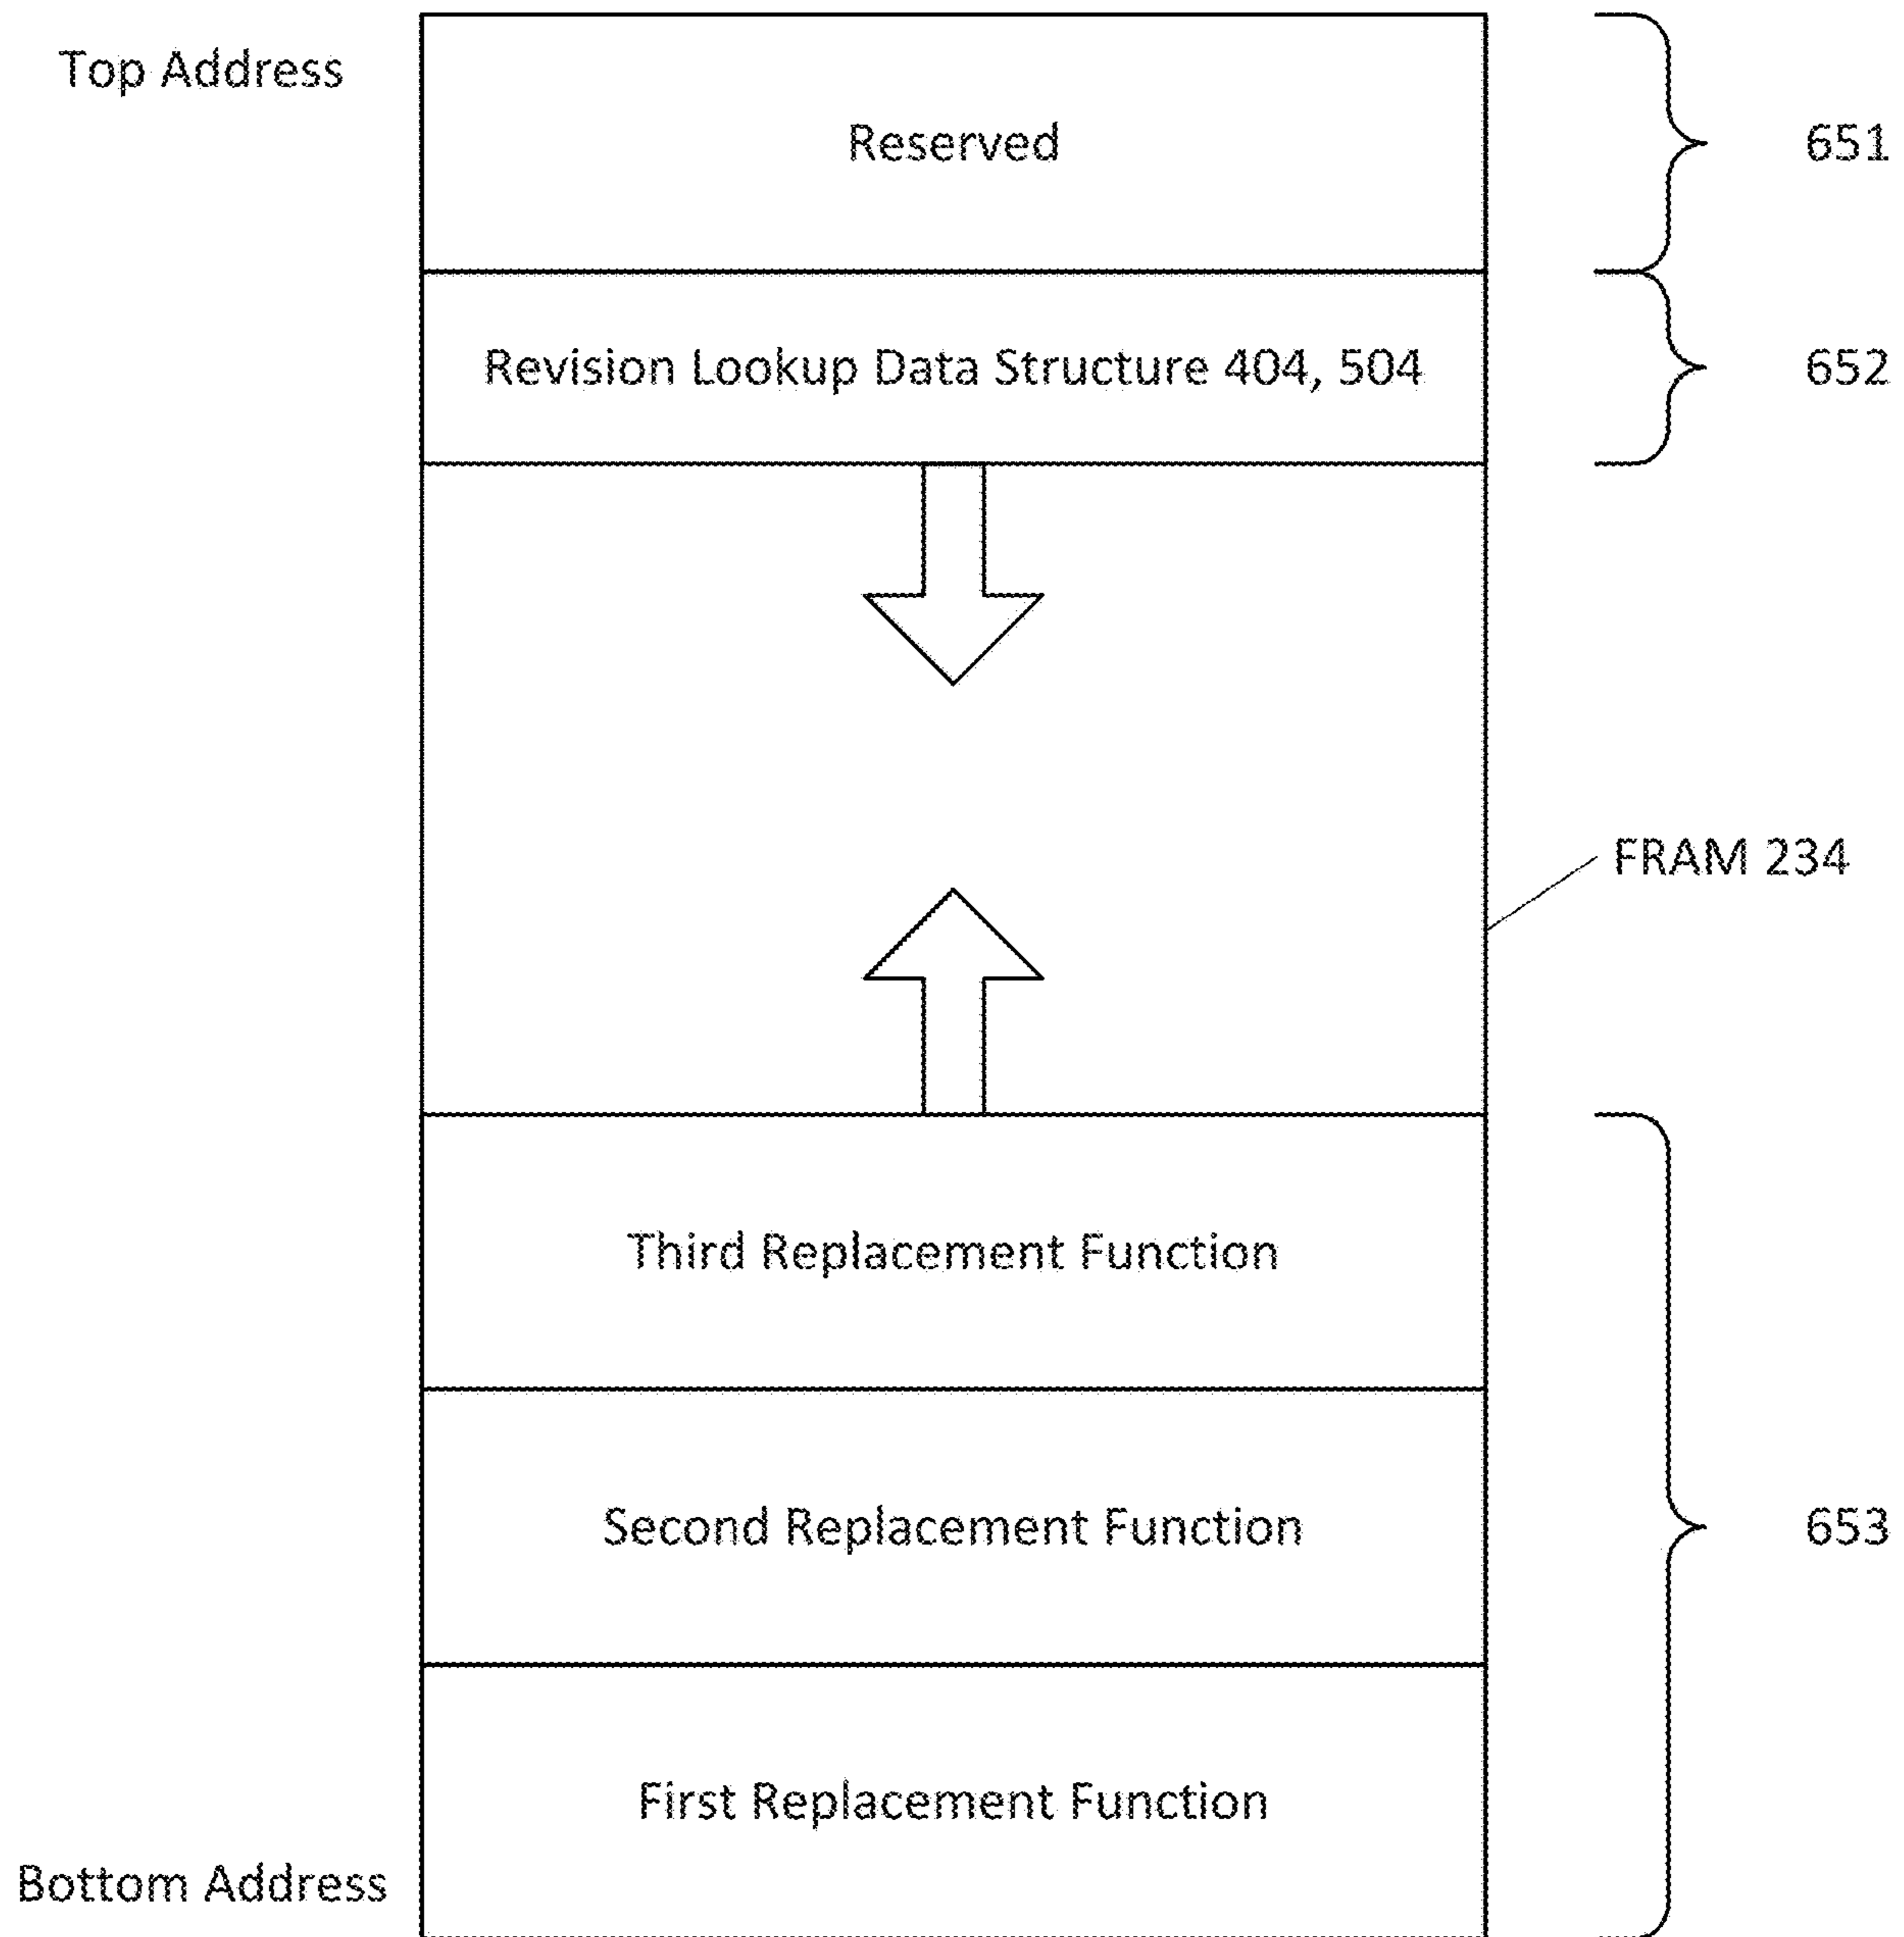 Top Address
Reserved
651
Revision Lookup Data Structure 404, 504
652
FRAM 234
Third Replacement Function
Second Replacement Function
653
First Replacement Function
Bottom Address